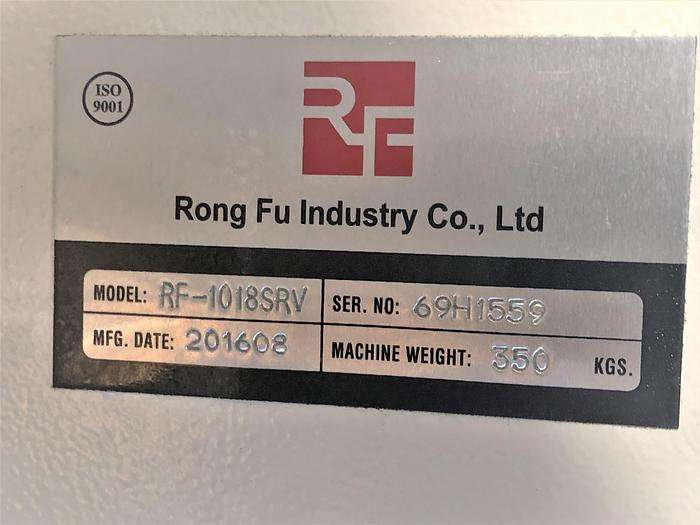 ISO
9001
RF
Rong Fu Industry Co., Ltd
MODEL: RF-1018SRV SER. NO: 69H1559
MFG. DATE: 201608 MACHINE WEIGHT: 350 KGS.